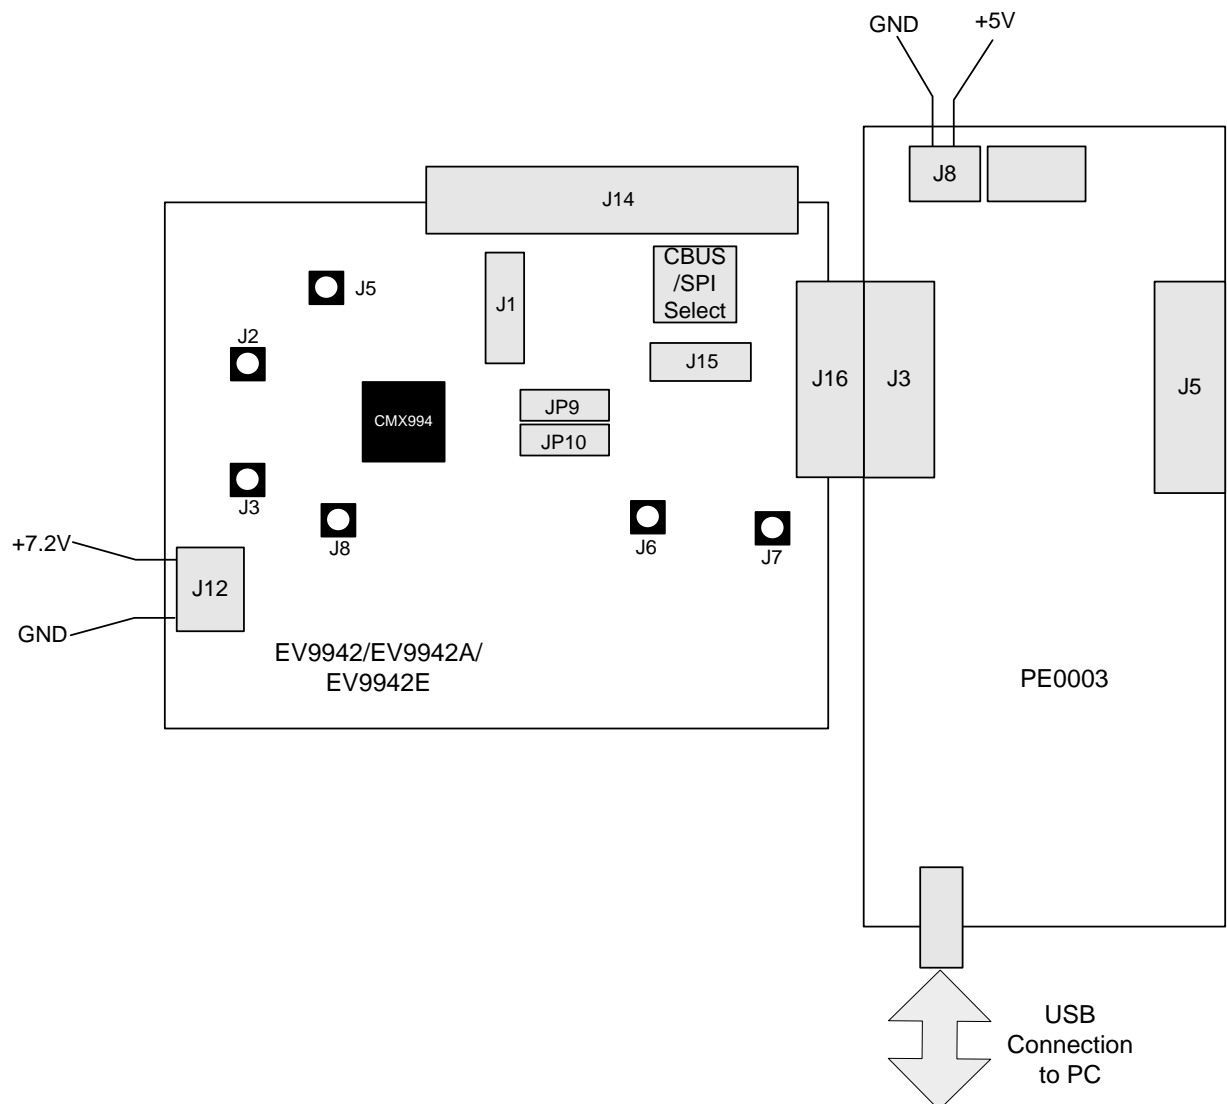 GND
+5V
J8
J14
CBUS
/SPI
Select
J5
J1
J2
J15
J16
J3
J5
JP9
CMX994
JP10
J3
J8
J6
J7
+7.2V
J12
GND
EV9942/EV9942A/
EV9942E
PE0003
USB
Connection
to PC